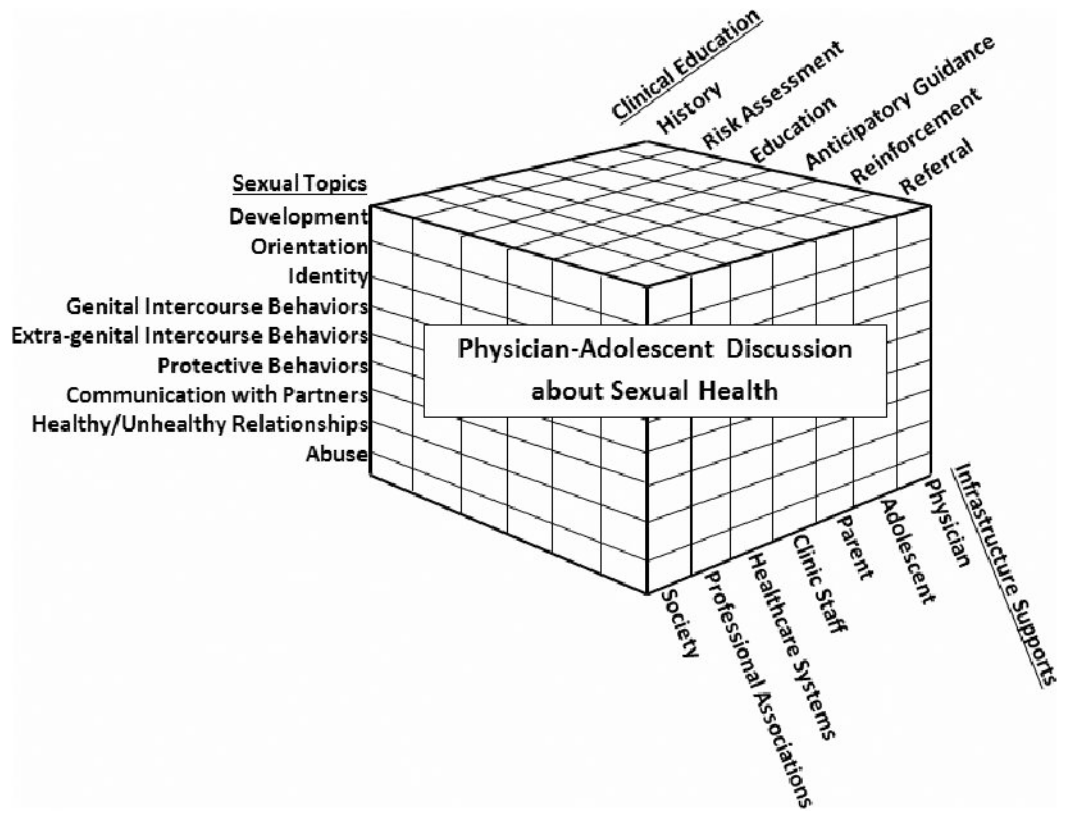 Clinical Education
History
Risk Assessment
Education
Anticipatory Guidance
Reinforcement
Referral
Sexual Topics
Development
Orientation
Identity
Genital Intercourse Behaviors
Extra-genital Intercourse Behaviors
Protective Behaviors
Communication with Partners
Healthy/Unhealthy Relationships
Abuse
Physician-Adolescent Discussion
about Sexual Health
Society
Professional Associations
Healthcare Systems
Clinic Staff
Parent
Adolescent
Physician
Infrastructure Supports